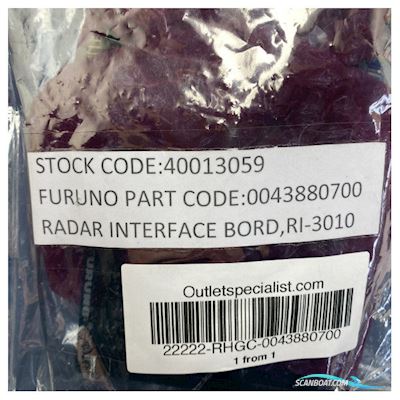 STOCK CODE:40013059
FURUNO PART CODE:0043880700
RADAR INTERFACE BORD,RI-3010
Outletspecialist.com
22222-RHGC-0043880700
1 from 1
FURUNO
SCANBOAT.COM